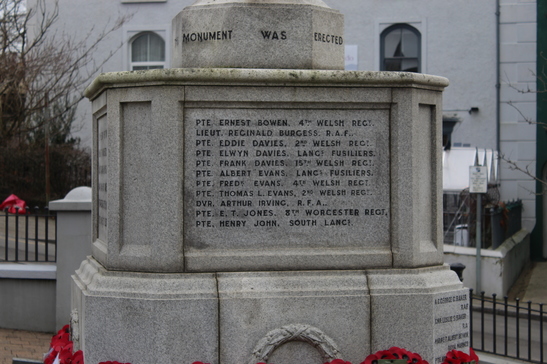 MONUMENT WAS ERECTED
PTE. ERNEST BOWEN. 4TH WELSH REGT.
LIEUT. REGINALD BURGESS. R.A.F..
PTE. EDDIE DAVIES. 2ND WELSH REGT.
PTE. ELWYN DAVIES. LANCS FUSILIERS.
PTE. FRANK DAVIES. 15TH WELSH REGT.
PTE. ALBERT EVANS. LANCS FUSILIERS.
PTE. FREDK EVANS. 4TH WELSH REGT.
PTE. THOMAS L. EVANS. 2ND WELSH REGT.
DVR. ARTHUR IRVING. R.F.A..
PTE. E. T. JONES. 8TH WORCESTER REGT.
PTE. HENRY JOHN. SOUTH LANCS.